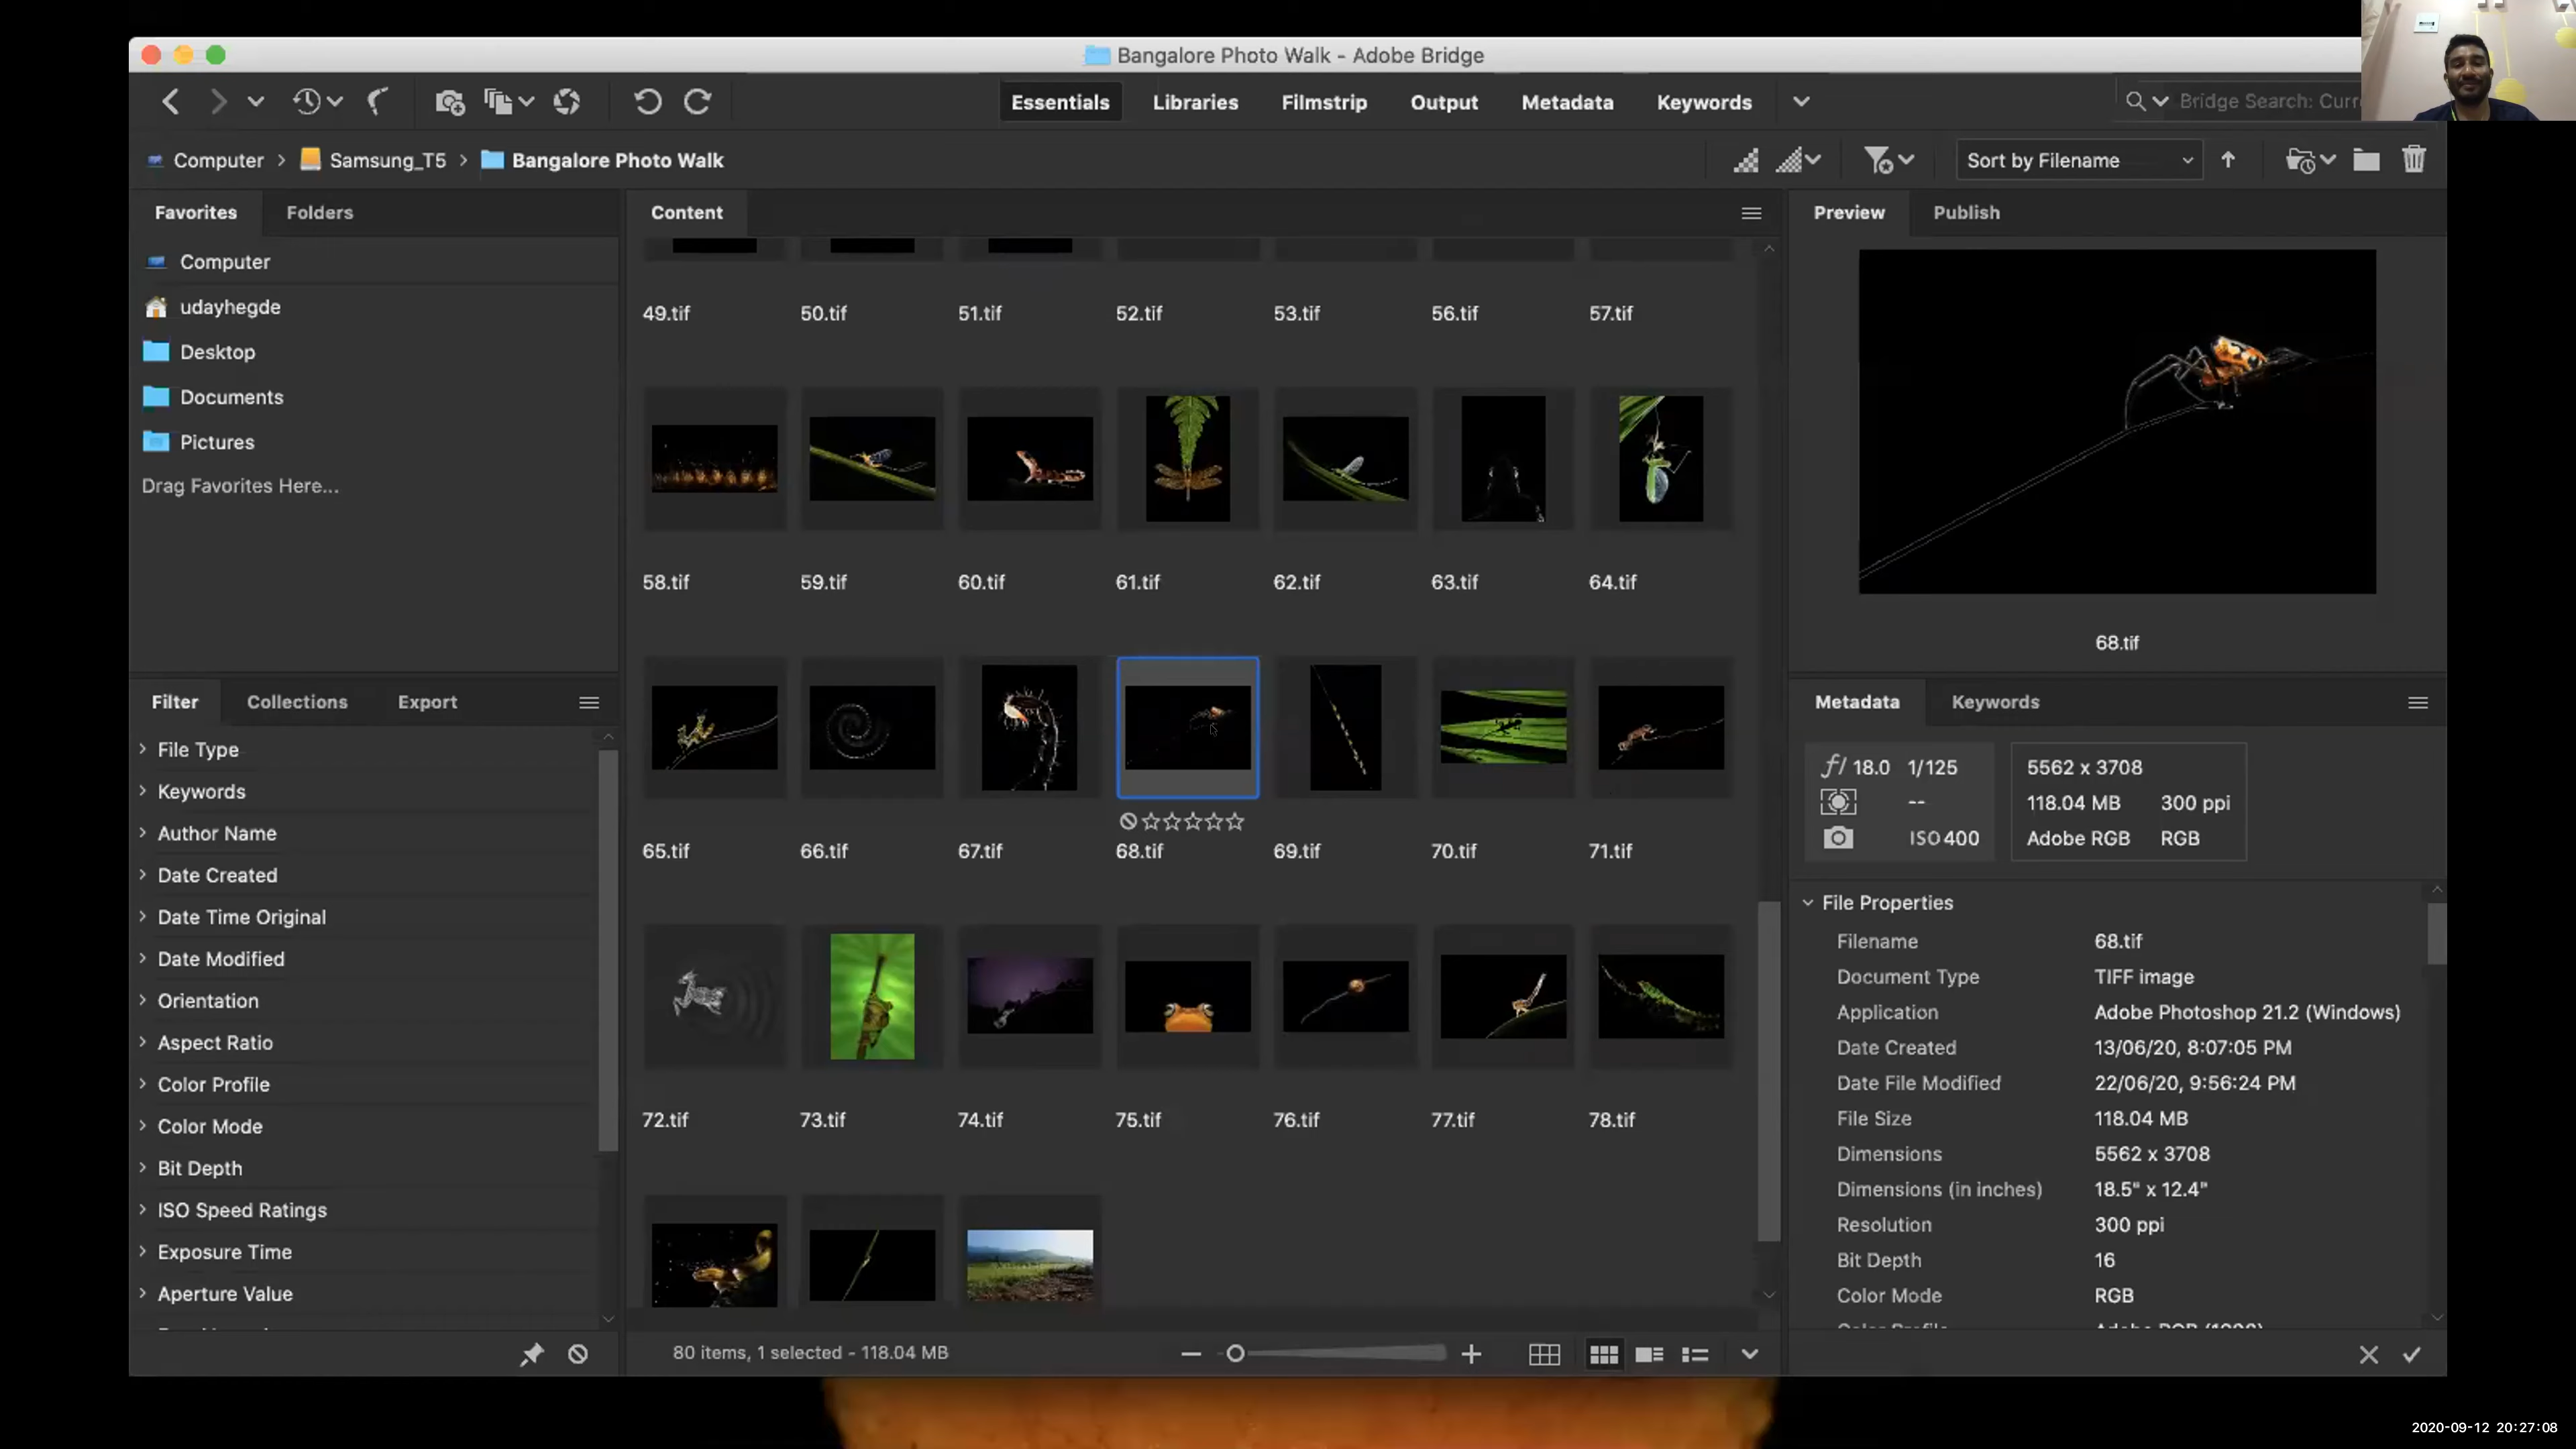 Bangalore Photo Walk - Adobe Bridge
Essentials Libraries Filmstrip Output Metadata Keywords
Bridge Search:
Computer Samsung_T5 Bangalore Photo Walk
Sort by Filename
Favorites Folders
Computer
udayhegde
Desktop
Documents
Pictures
Drag Favorites Here...
Filter Collections Export
File Type
Keywords
Author Name
Date Created
Date Time Original
Date Modified
Orientation
Aspect Ratio
Color Profile
Color Mode
Bit Depth
ISO Speed Ratings
Exposure Time
Aperture Value
Content
49.tif 50.tif 51.tif 52.tif 53.tif 56.tif 57.tif
58.tif 59.tif 60.tif 61.tif 62.tif 63.tif 64.tif
65.tif 66.tif 67.tif 68.tif 69.tif 70.tif 71.tif
72.tif 73.tif 74.tif 75.tif 76.tif 77.tif 78.tif
80 items, 1 selected - 118.04 MB
Preview Publish
68.tif
Metadata Keywords
f/ 18.0 1/125
--
ISO 400
5562 x 3708
118.04 MB 300 ppi
Adobe RGB RGB
File Properties
Filename 68.tif
Document Type TIFF image
Application Adobe Photoshop 21.2 (Windows)
Date Created 13/06/20, 8:07:05 PM
Date File Modified 22/06/20, 9:56:24 PM
File Size 118.04 MB
Dimensions 5562 x 3708
Dimensions (in inches) 18.5" x 12.4"
Resolution 300 ppi
Bit Depth 16
Color Mode RGB
2020-09-12 20:27:08